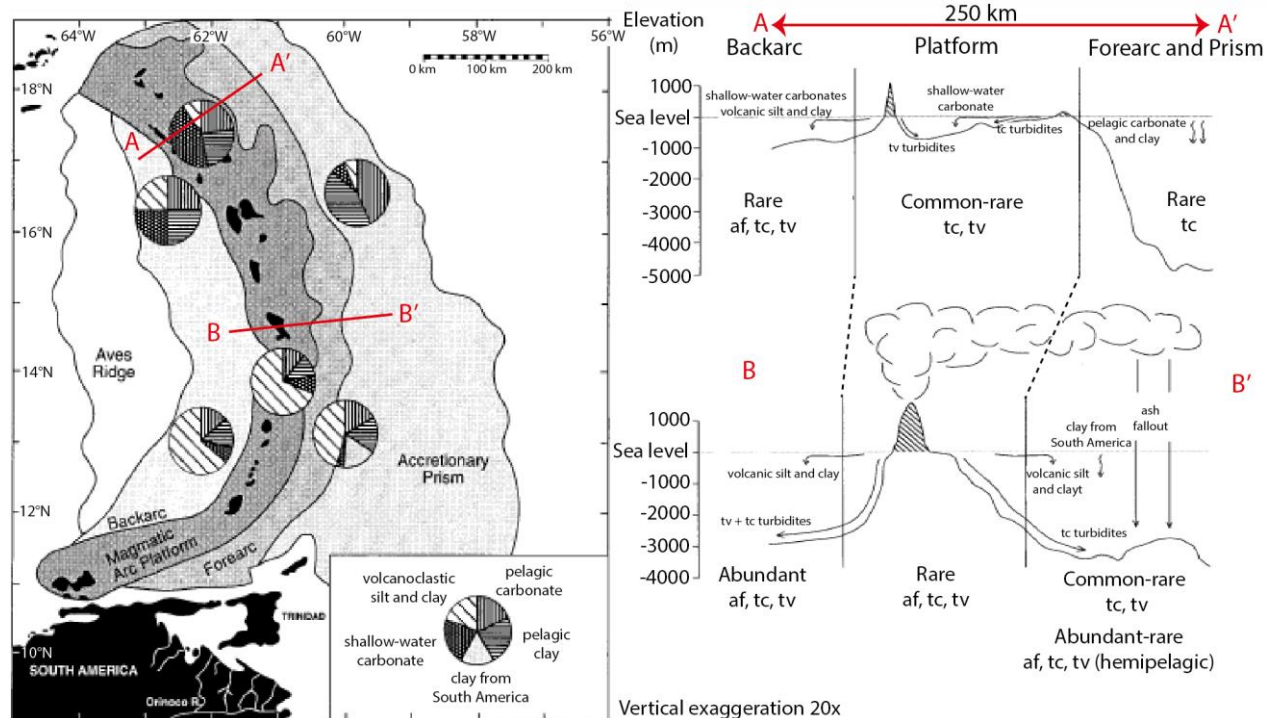 64°W
62°W
60°W
58°W
56°W
0 km 100 km 200 km
18°N
16°N
14°N
12°N
10°N
A
A'
B
B'
Aves
Ridge
Accretionary
Prism
Backarc
Magmatic
Arc Platform
Forearc
TRINIDAD
SOUTH AMERICA
Orinoco R.
volcanoclastic
silt and clay
pelagic
carbonate
shallow-water
carbonate
pelagic
clay
clay from
South America
Elevation
(m)
A
250 km
A'
Backarc
Platform
Forearc and Prism
1000
Sea level
-1000
-2000
-3000
-4000
-5000
shallow-water carbonates
volcanic silt and clay
shallow-water
carbonate
tv turbidites
tc turbidites
pelagic carbonate
and clay
Rare
af, tc, tv
Common-rare
tc, tv
Rare
tc
B
B'
1000
Sea level
-1000
-2000
-3000
-4000
volcanic silt and clay
tv + tc turbidites
clay from
South America
ash
fallout
volcanic silt
and clayt
tc turbidites
Abundant
af, tc, tv
Rare
af, tc, tv
Common-rare
tc, tv
Abundant-rare
af, tc, tv (hemipelagic)
Vertical exaggeration 20x